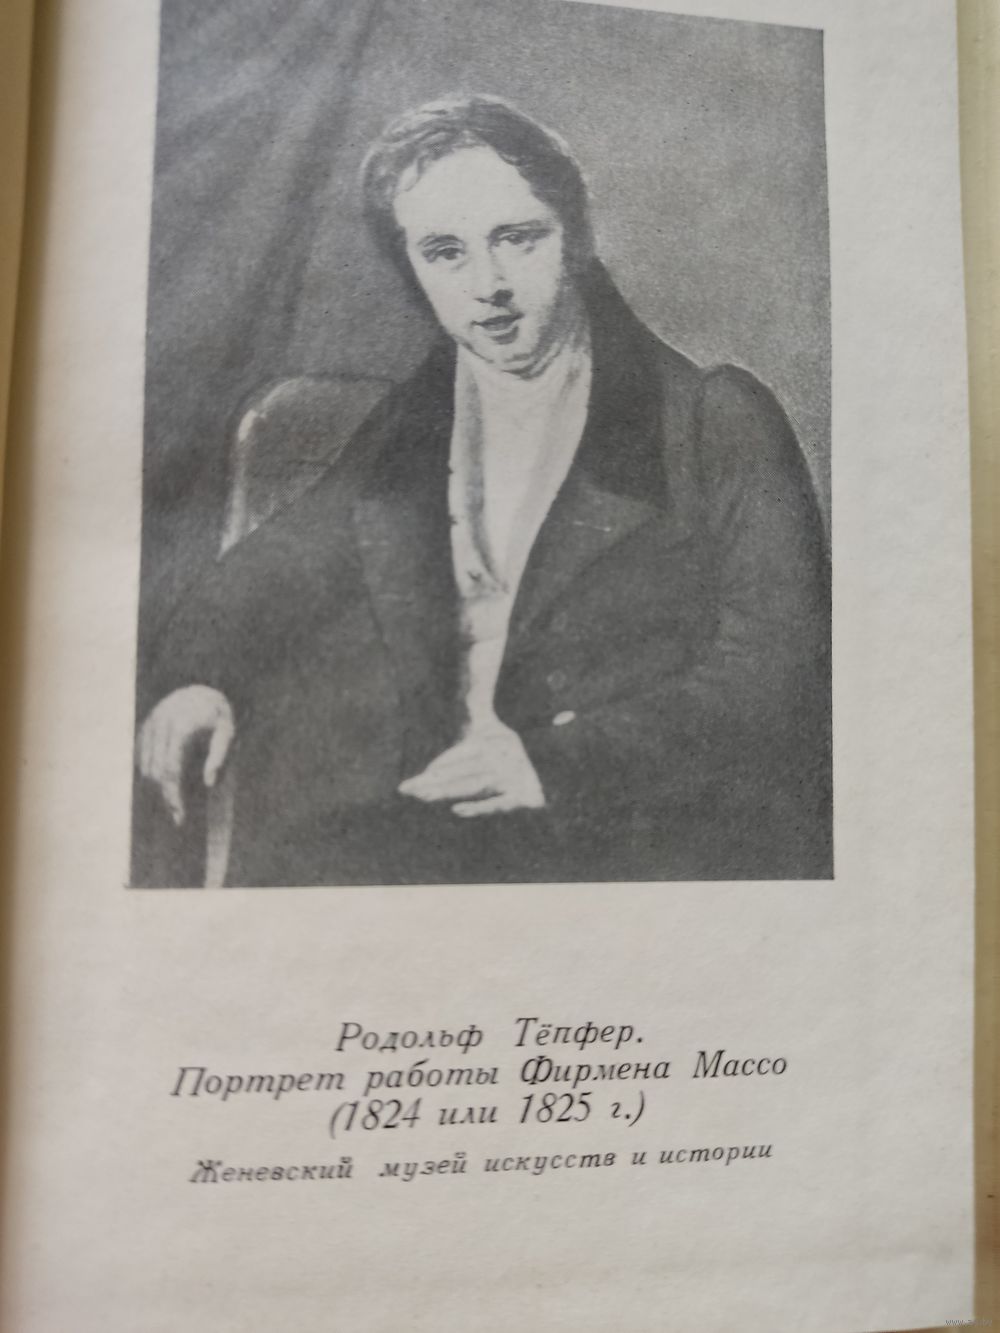 Родольф Тёпфер.
Портрет работы Фирмена Массо
(1824 или 1825 г.)
Женевский музей искусств и истории